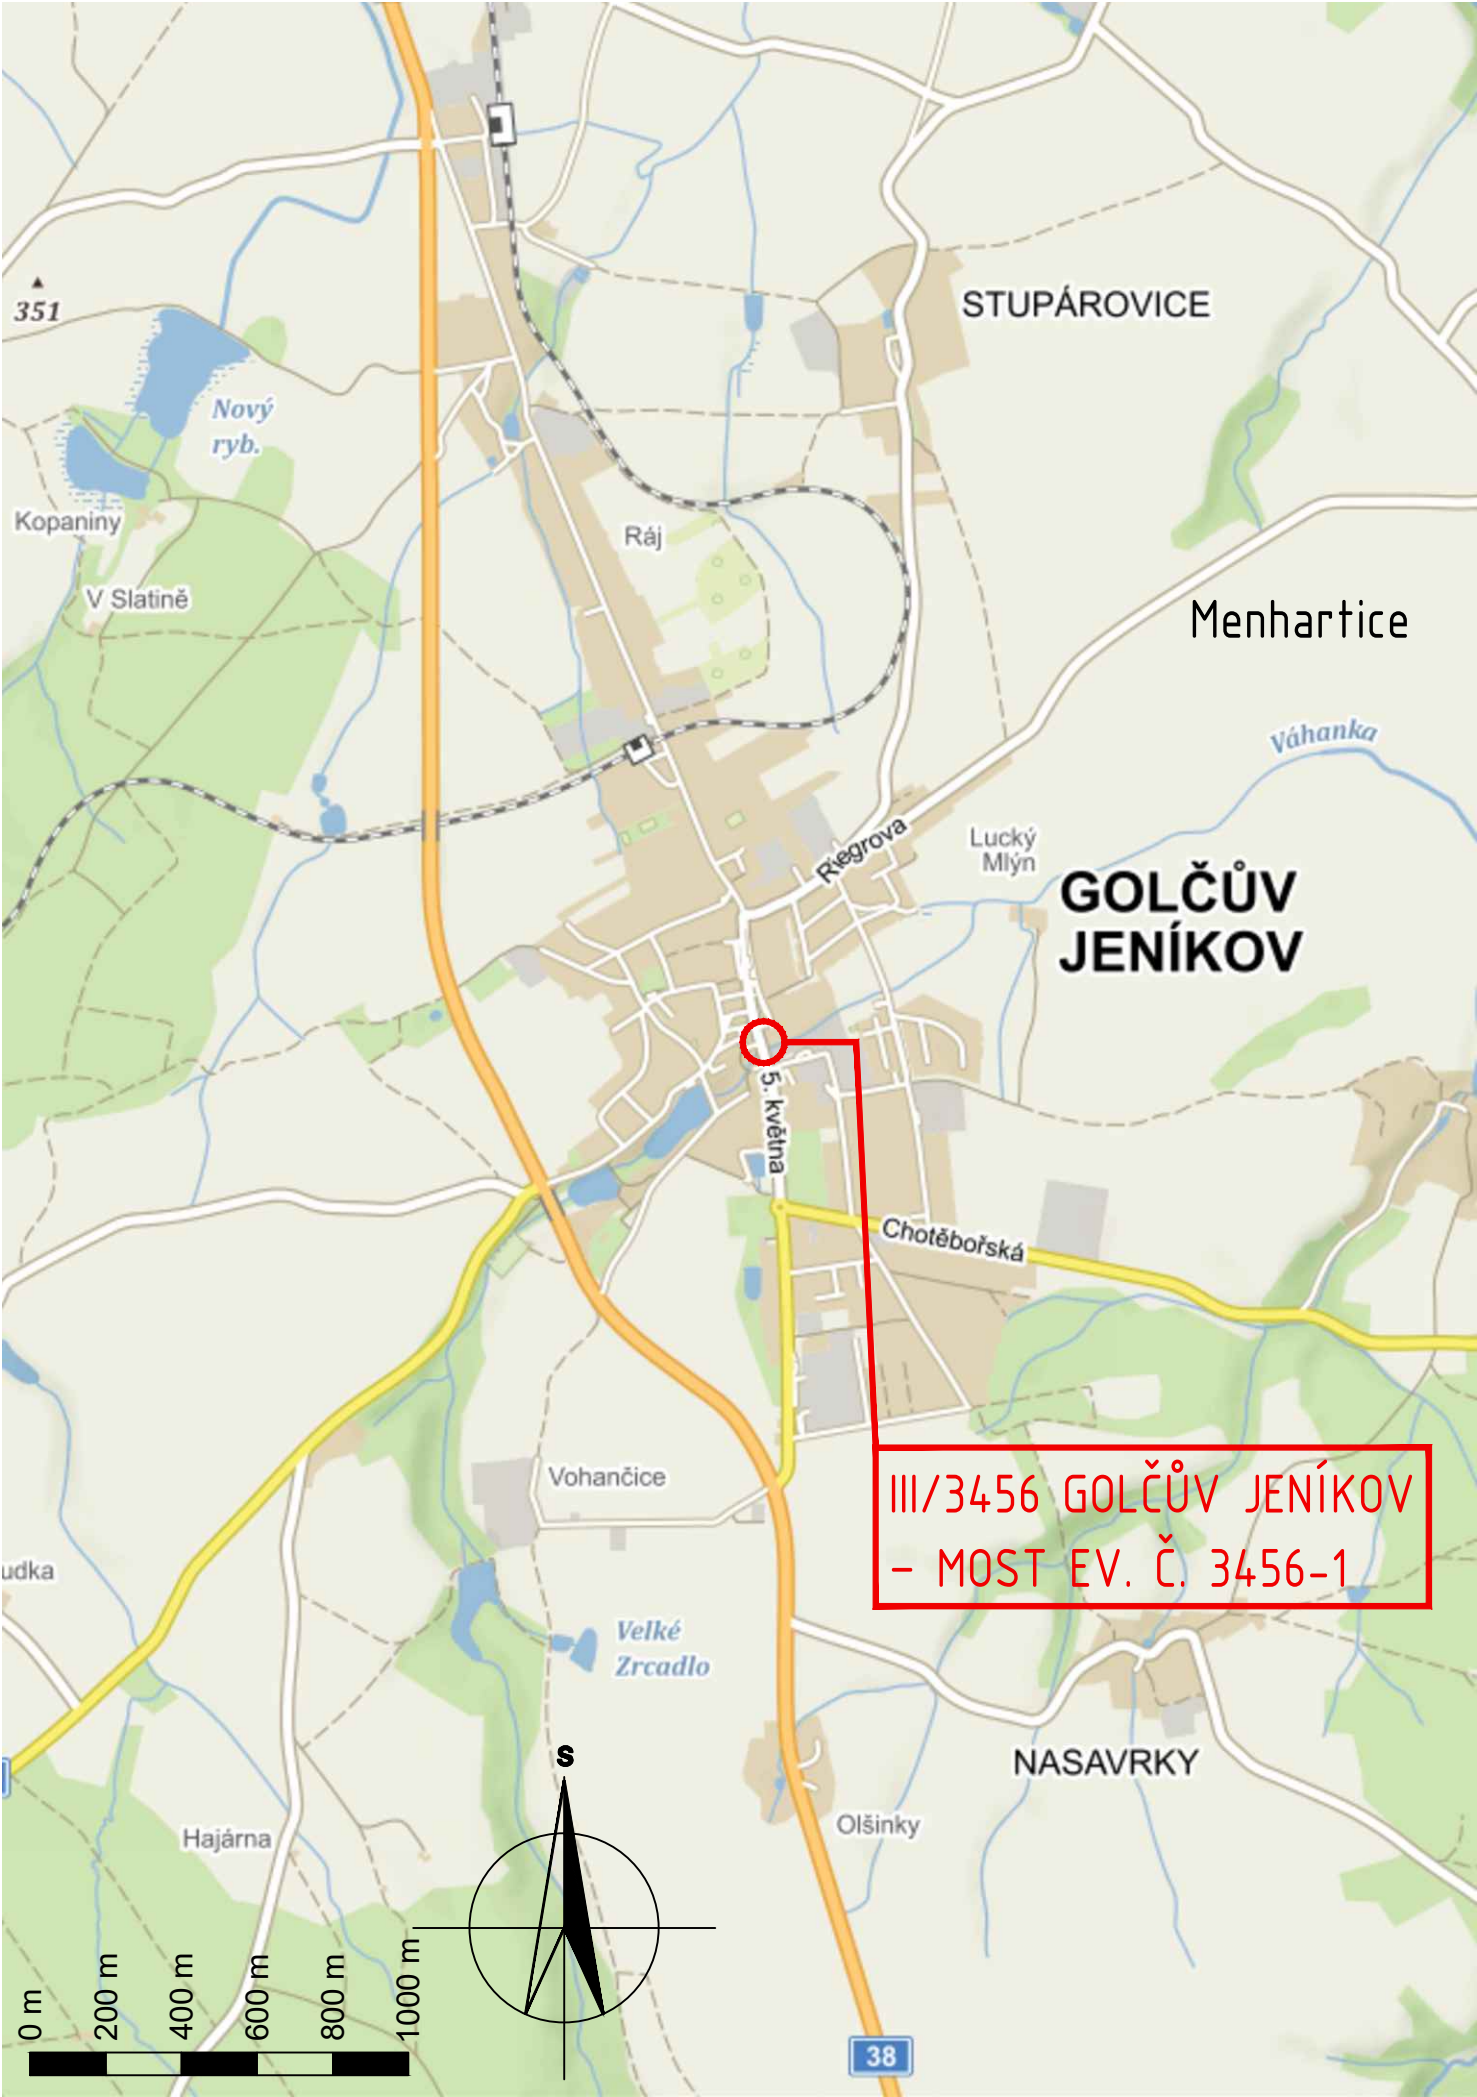 STUPÁROVICE
351
Nový
ryb.
Kopaniny
Ráj
V Slatině
Menhartice
Váhanka
Riegrova
Lucký
Mlýn
GOLČŮV
JENÍKOV
5. května
Chotěbořská
Vohančice
III/3456 GOLČŮV JENÍKOV
- MOST EV. Č. 3456-1
udka
Velké
Zrcadlo
S
NASAVRKY
Olšinky
Hajárna
0 m
200 m
400 m
600 m
800 m
1000 m
38